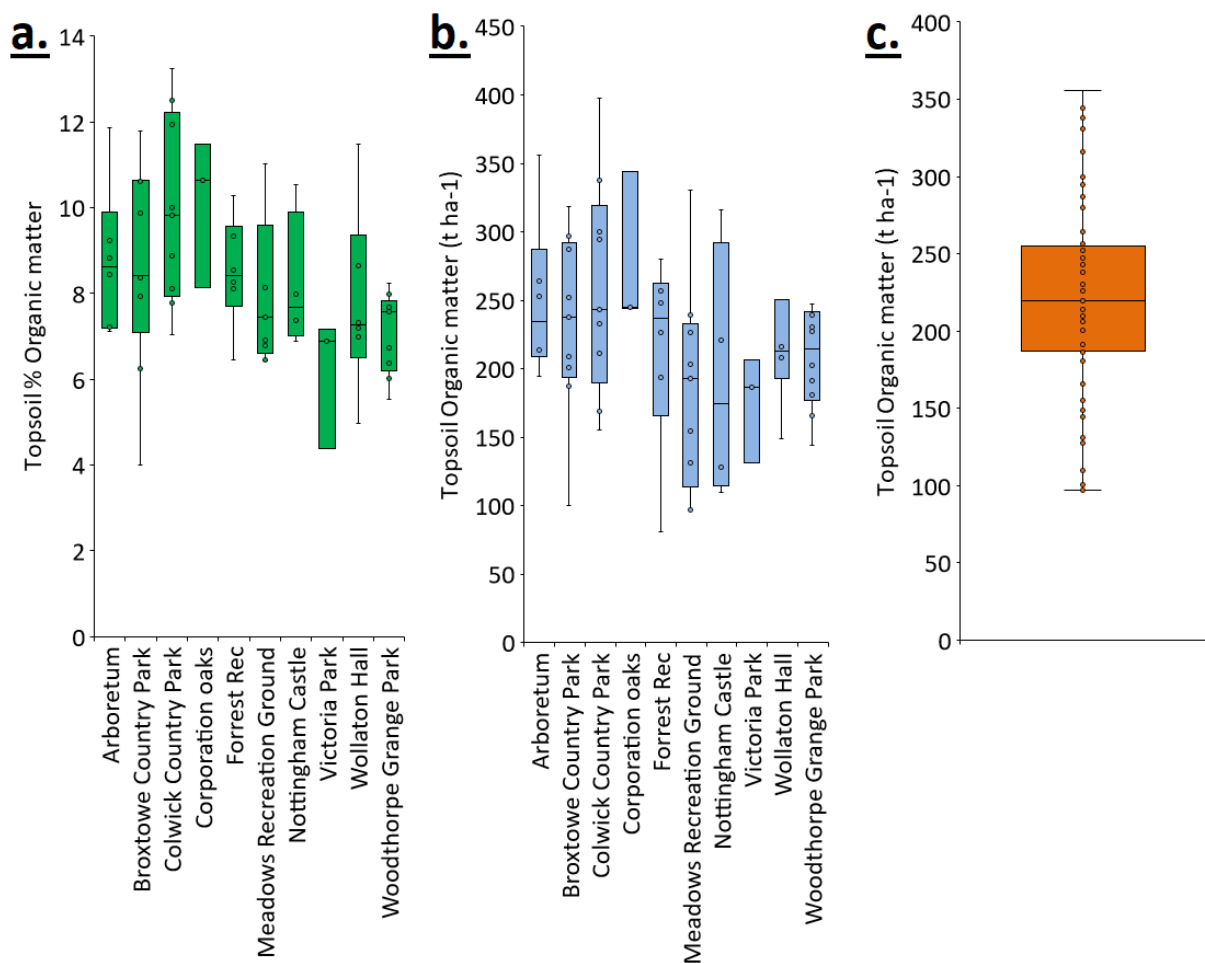 a.
Topsoil % Organic matter
14
12
10
8
6
4
2
0
Arboretum
Broxtowe Country Park
Colwick Country Park
Corporation oaks
Forrest Rec
Meadows Recreation Ground
Nottingham Castle
Victoria Park
Wollaton Hall
Woodthorpe Grange Park
b.
Topsoil Organic matter (t ha-1)
450
400
350
300
250
200
150
100
50
0
Arboretum
Broxtowe Country Park
Colwick Country Park
Corporation oaks
Forrest Rec
Meadows Recreation Ground
Nottingham Castle
Victoria Park
Wollaton Hall
Woodthorpe Grange Park
c.
Topsoil Organic matter (t ha-1)
400
350
300
250
200
150
100
50
0